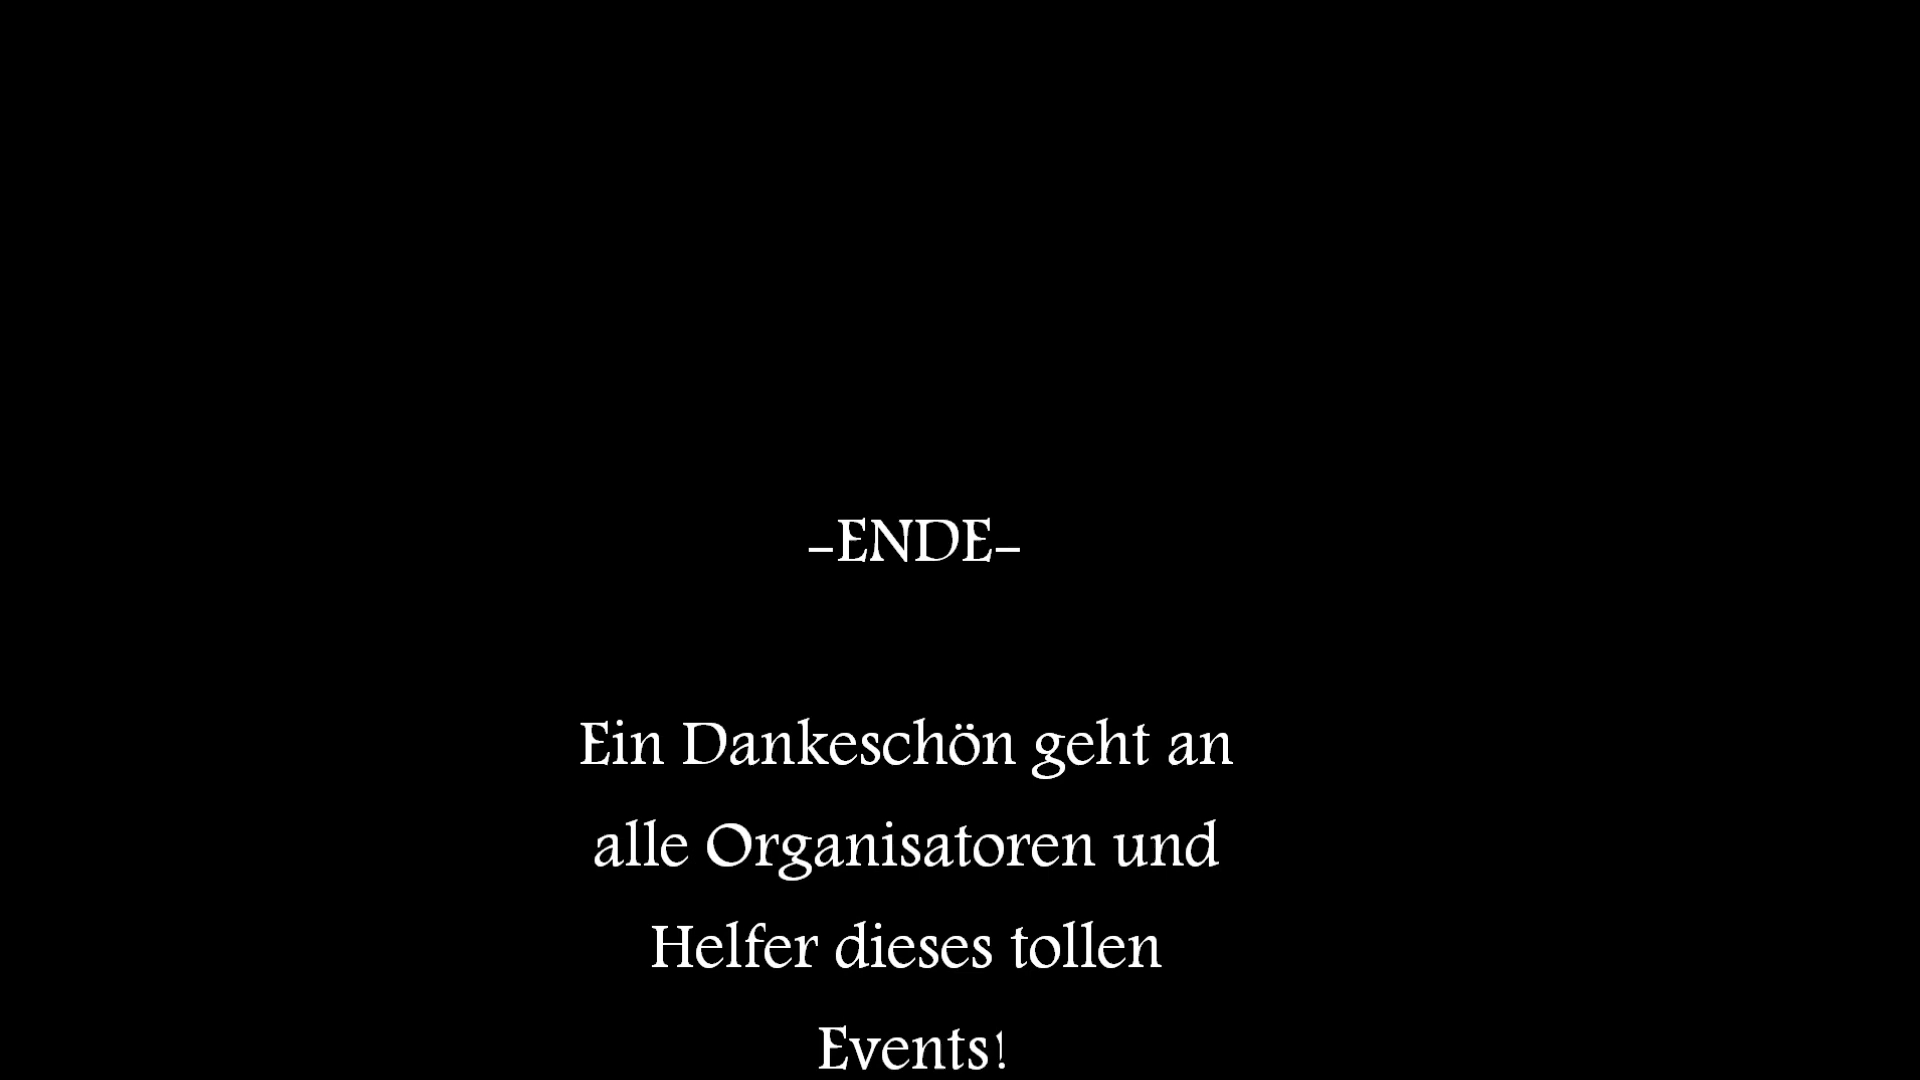 -ENDE-
Ein Dankeschön geht an
alle Organisatoren und
Helfer dieses tollen
Events!